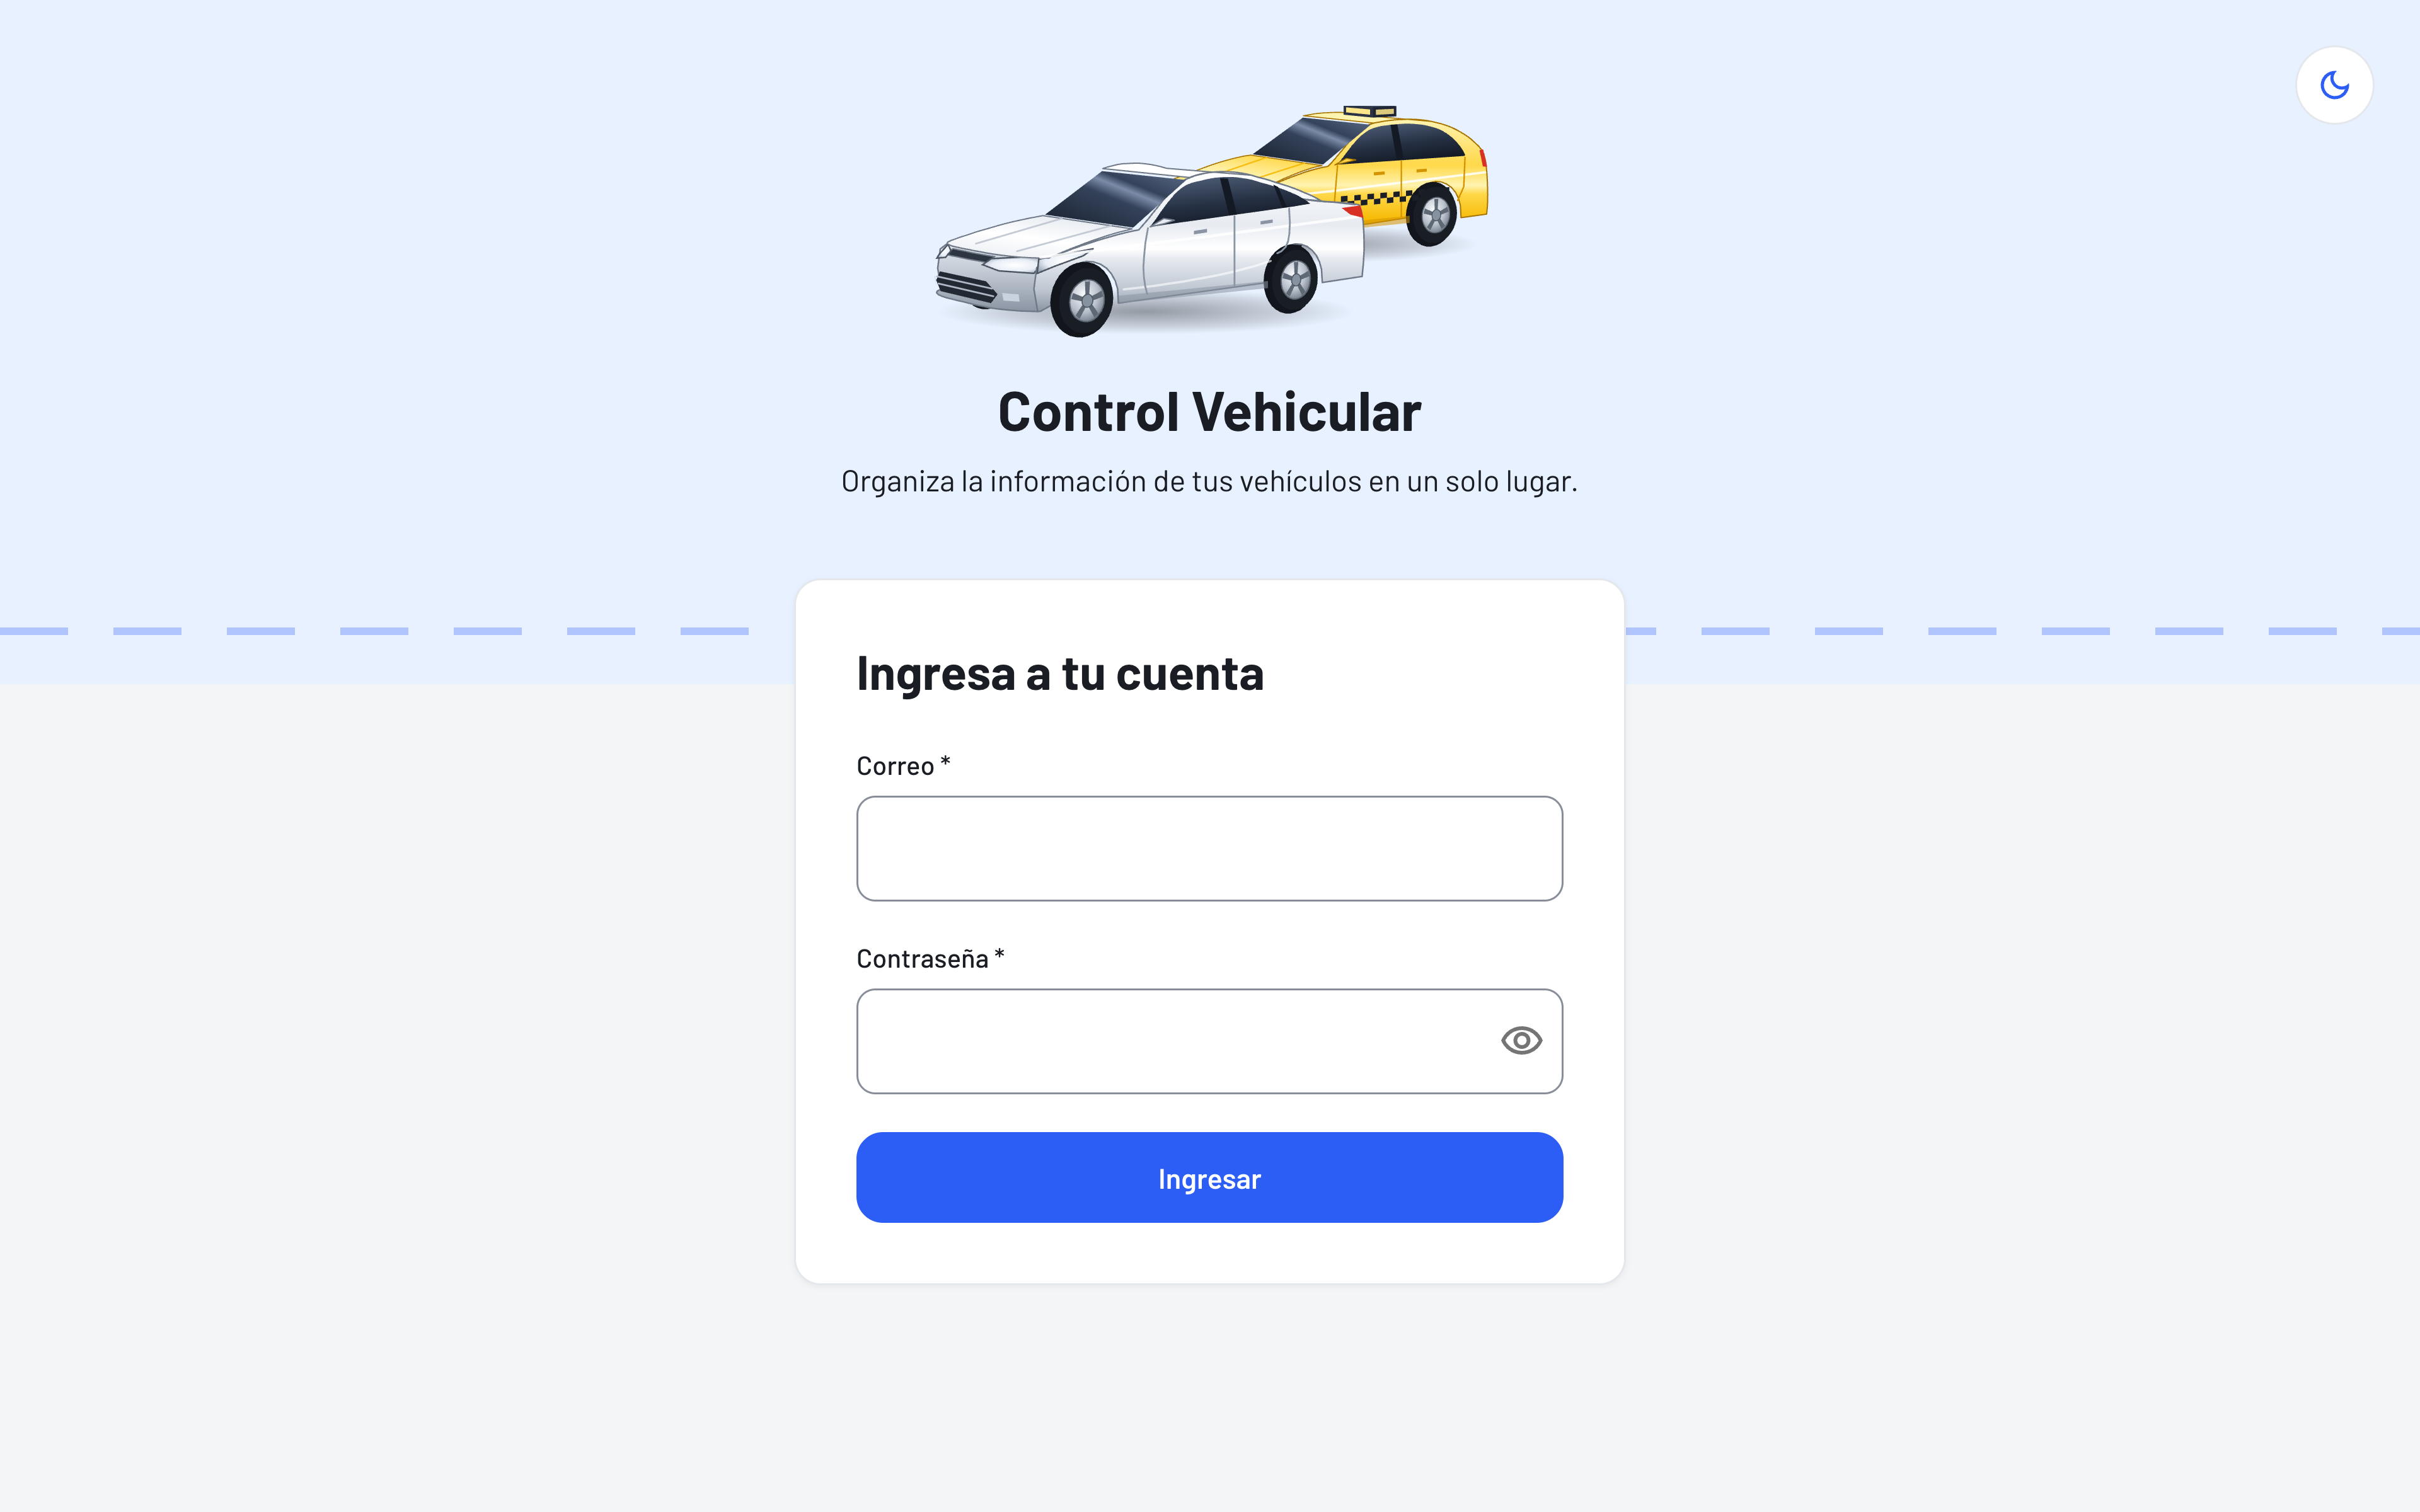 Control Vehicular
Organiza la información de tus vehículos en un solo lugar.
Ingresa a tu cuenta
Correo *
Contraseña *
Ingresar